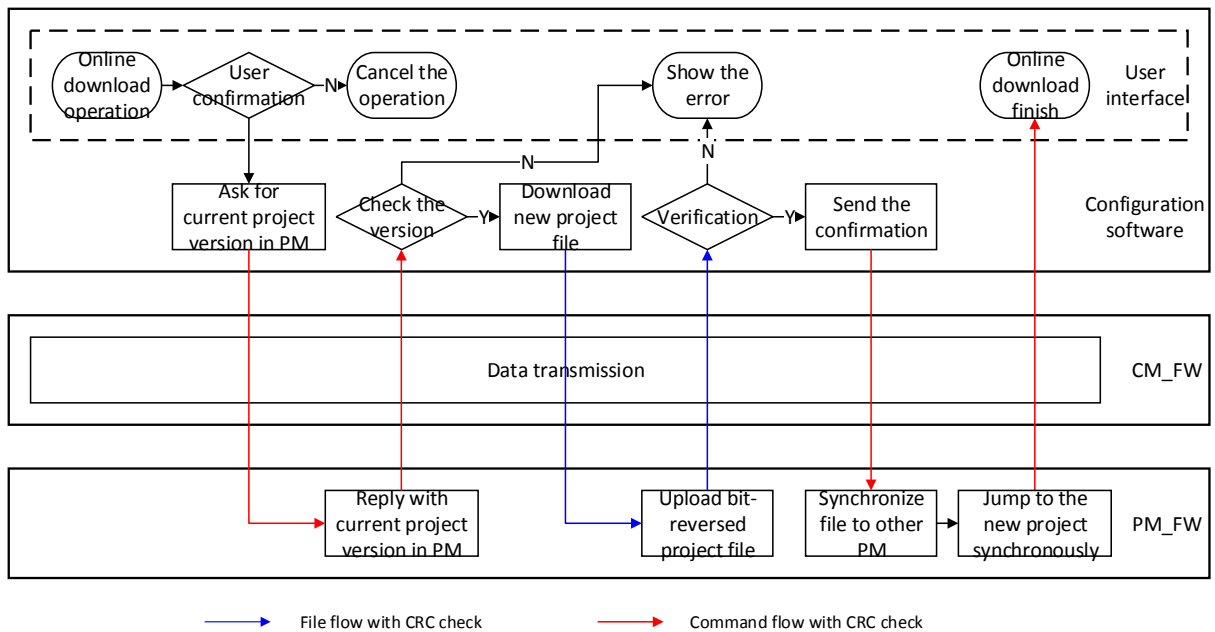 Online
download
operation
User
confirmation
N
Cancel the
operation
Show the
error
Online
download
finish
User
interface
N
N
Ask for
current project
version in PM
Check the
version
Y
Download
new project
file
Verification
Y
Send the
confirmation
Configuration
software
Data transmission
CM_FW
Reply with
current project
version in PM
Upload bit-
reversed
project file
Synchronize
file to other
PM
Jump to the
new project
synchronously
PM_FW
File flow with CRC check
Command flow with CRC check